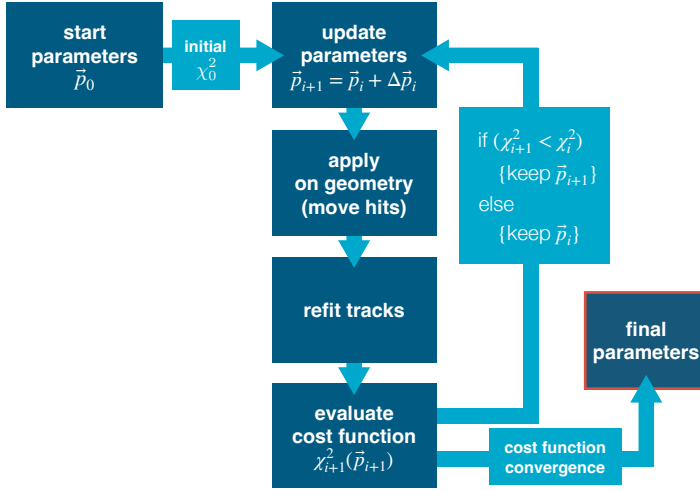 start
parameters
p⃗₀
initial
χ₀²
update
parameters
p⃗ᵢ₊₁ = p⃗ᵢ + Δp⃗ᵢ
apply
on geometry
(move hits)
refit tracks
evaluate
cost function
χ²ᵢ₊₁(p⃗ᵢ₊₁)
if (χ²ᵢ₊₁ < χ²ᵢ)
{keep p⃗ᵢ₊₁}
else
{keep p⃗ᵢ}
cost function
convergence
final
parameters